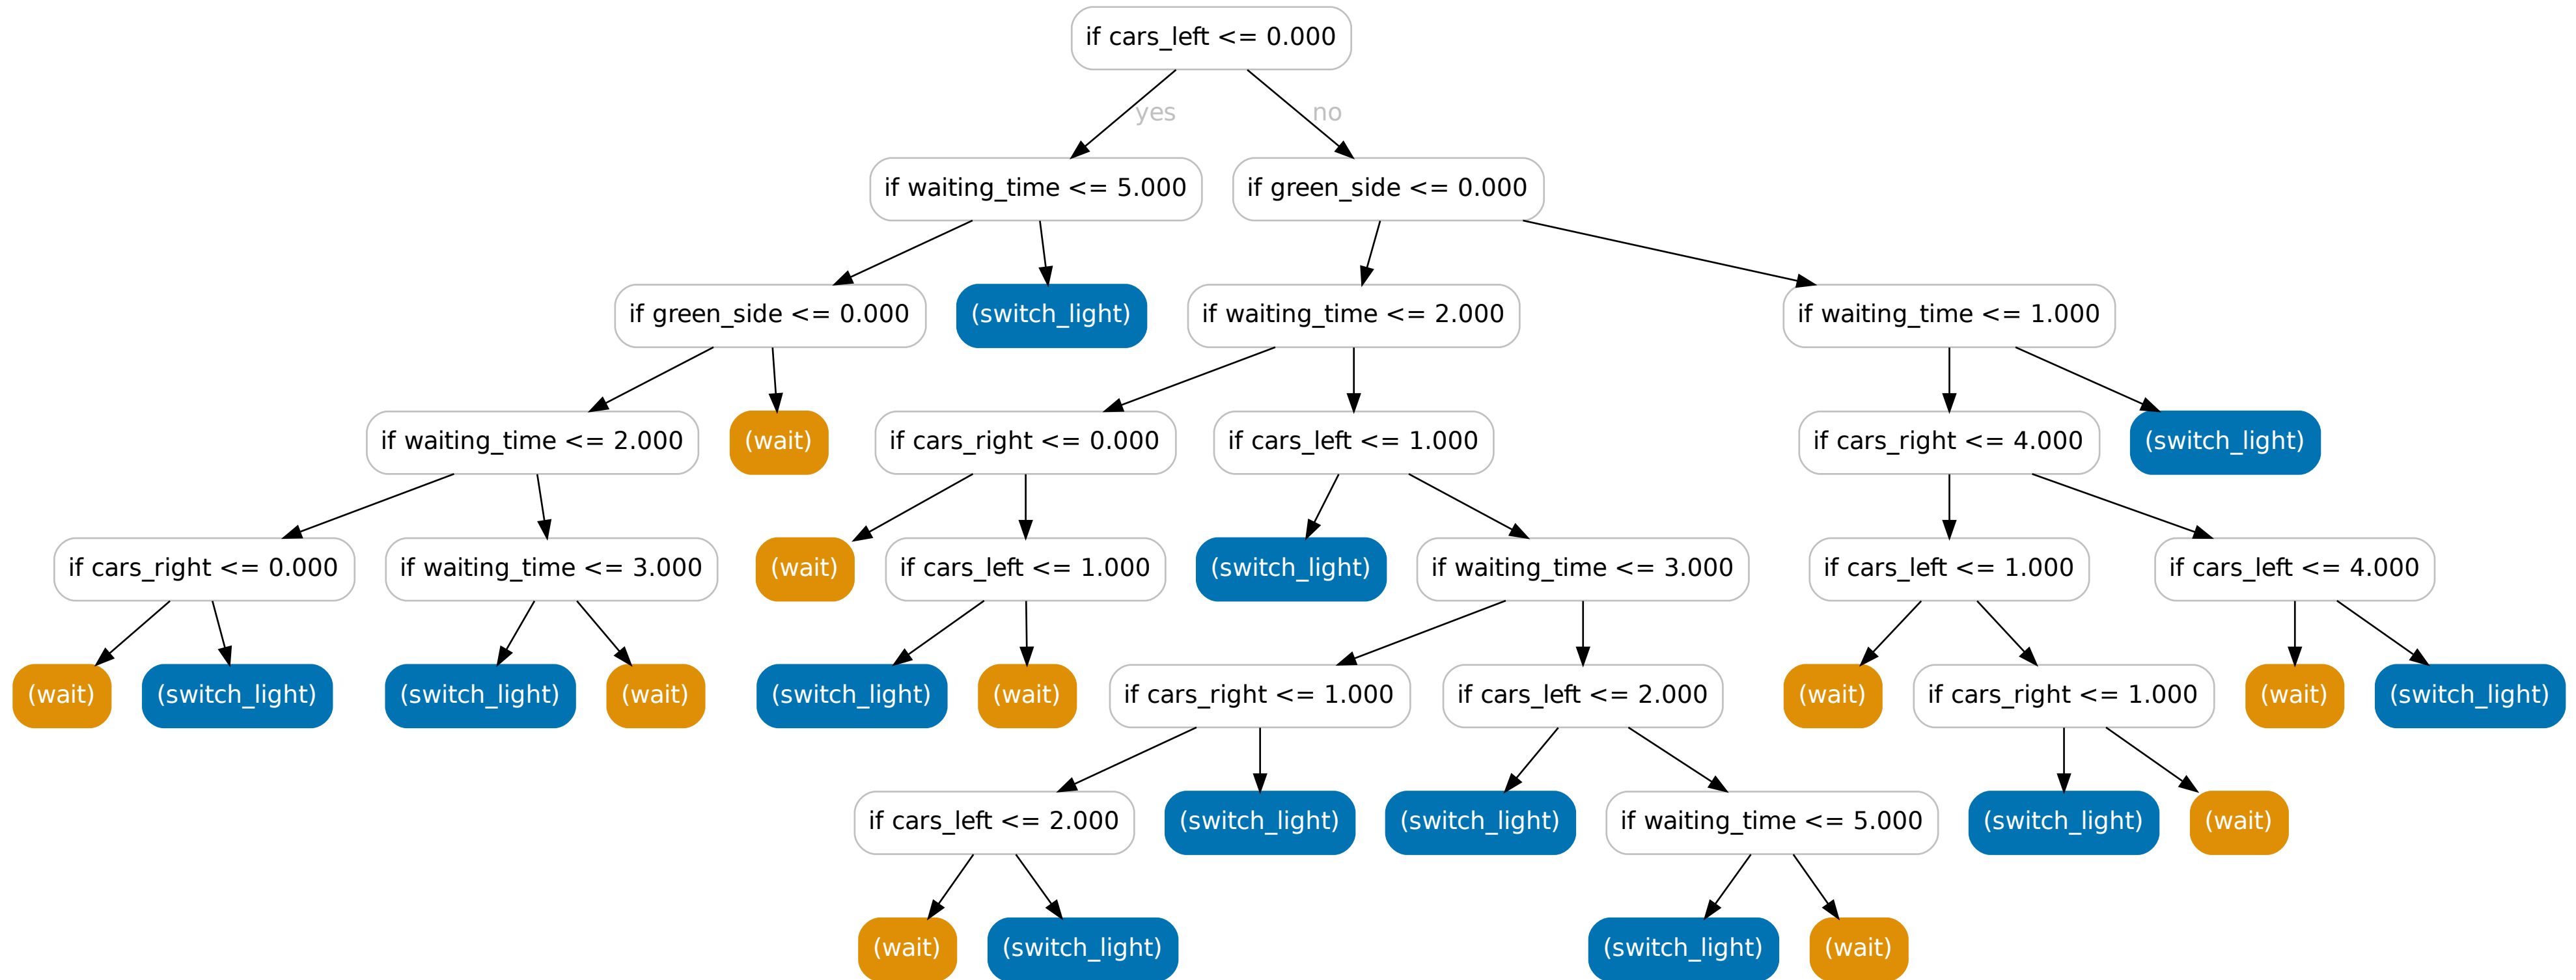 if cars_left <= 0.000
yes
no
if waiting_time <= 5.000
if green_side <= 0.000
if green_side <= 0.000
(switch_light)
if waiting_time <= 2.000
if waiting_time <= 1.000
if waiting_time <= 2.000
(wait)
if cars_right <= 0.000
if cars_left <= 1.000
if cars_right <= 4.000
(switch_light)
if cars_right <= 0.000
if waiting_time <= 3.000
(wait)
if cars_left <= 1.000
(switch_light)
if waiting_time <= 3.000
if cars_left <= 1.000
if cars_left <= 4.000
(wait)
(switch_light)
(switch_light)
(wait)
(switch_light)
(wait)
if cars_right <= 1.000
if cars_left <= 2.000
(wait)
if cars_right <= 1.000
(wait)
(switch_light)
if cars_left <= 2.000
(switch_light)
(switch_light)
if waiting_time <= 5.000
(switch_light)
(wait)
(wait)
(switch_light)
(switch_light)
(wait)